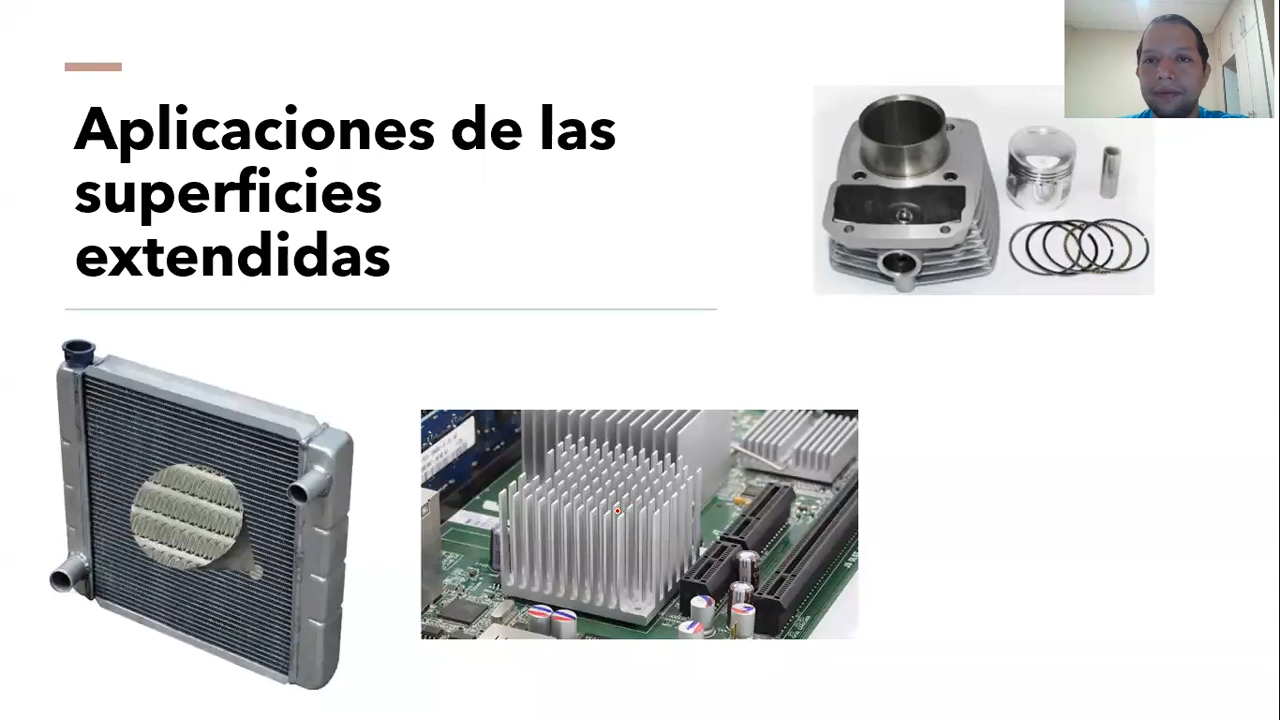 Aplicaciones de las
superficies
extendidas